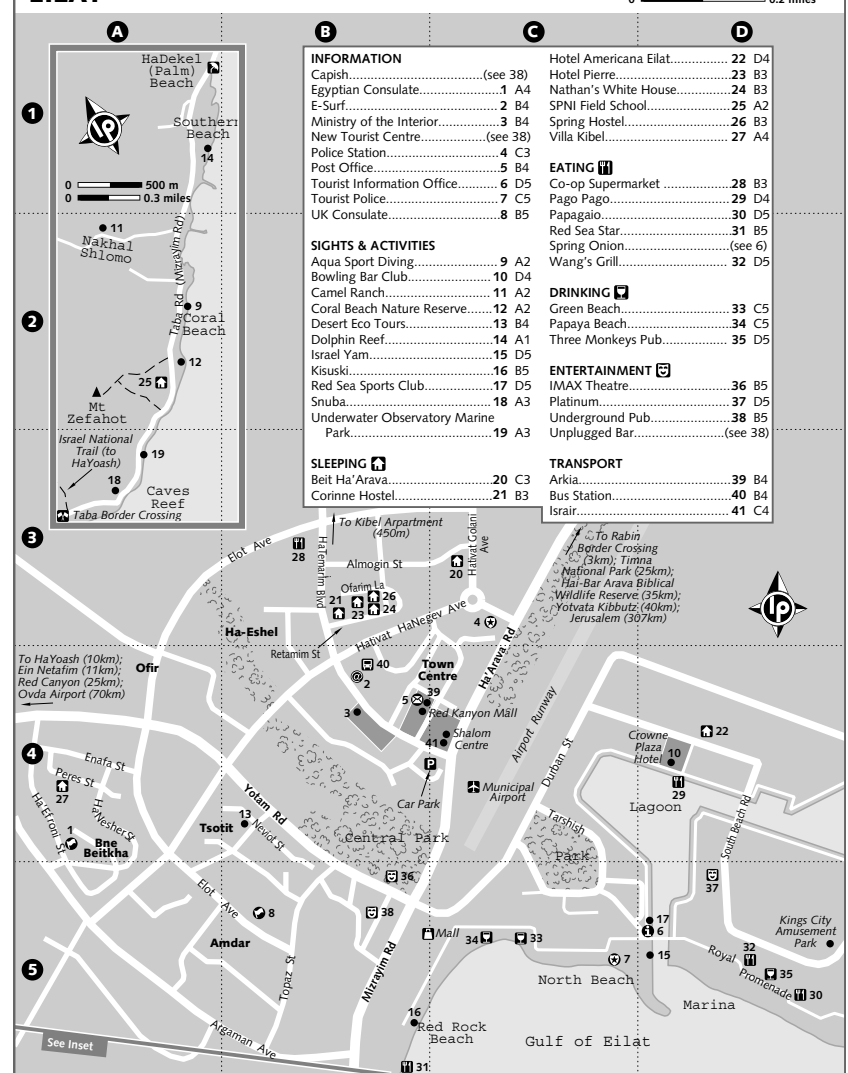 0 0.2 miles
A
B
C
D
1
2
3
4
5
HaDekel
(Palm)
Beach
Southern
Beach
14
0 500 m
0 0.3 miles
11
Nakhal
Shlomo
Taba Rd (Mizrayim Rd)
9
Coral
Beach
12
25
Mt
Zefahot
Israel National
Trail (to
HaYoash)
19
18
Caves
Reef
Taba Border Crossing
INFORMATION
Capish (see 38)
Egyptian Consulate 1 A4
E-Surf 2 B4
Ministry of the Interior 3 B4
New Tourist Centre (see 38)
Police Station 4 C3
Post Office 5 B4
Tourist Information Office 6 D5
Tourist Police 7 C5
UK Consulate 8 B5
SIGHTS & ACTIVITIES
Aqua Sport Diving 9 A2
Bowling Bar Club 10 D4
Camel Ranch 11 A2
Coral Beach Nature Reserve 12 A2
Desert Eco Tours 13 B4
Dolphin Reef 14 A1
Israel Yam 15 D5
Kisuski 16 B5
Red Sea Sports Club 17 D5
Snuba 18 A3
Underwater Observatory Marine
Park 19 A3
SLEEPING
Beit Ha'Arava 20 C3
Corinne Hostel 21 B3
Hotel Americana Eilat 22 D4
Hotel Pierre 23 B3
Nathan's White House 24 B3
SPNI Field School 25 A2
Spring Hostel 26 B3
Villa Kibel 27 A4
EATING
Co-op Supermarket 28 B3
Pago Pago 29 D4
Papagaio 30 D5
Red Sea Star 31 B5
Spring Onion (see 6)
Wang's Grill 32 D5
DRINKING
Green Beach 33 C5
Papaya Beach 34 C5
Three Monkeys Pub 35 D5
ENTERTAINMENT
IMAX Theatre 36 B5
Platinum 37 D5
Underground Pub 38 B5
Unplugged Bar (see 38)
TRANSPORT
Arkia 39 B4
Bus Station 40 B4
Israir 41 C4
To Kibel Arpartment
(450m)
Elot Ave
28
HaTemarim Blvd
Almogin St
Hativat Golani
Ave
20
Ofarim La
21
26
23
24
To Rabin
Border Crossing
(3km); Timna
National Park (25km);
Hai-Bar Arava Biblical
Wildlife Reserve (35km);
Yotvata Kibbutz (40km);
Jerusalem (307km)
Ha-Eshel
Hativat HaNegev Ave
4
Retamim St
Ha'Arava Rd
To HaYoash (10km);
Ein Netafim (11km);
Red Canyon (25km);
Ovda Airport (70km)
Ofir
40
2
Town
Centre
5
39
Red Kanyon Mall
3
Shalom
Centre
41
Airport Runway
Durban St
Crowne
Plaza
Hotel
10
22
Enafa St
Peres St
27
Ha'Efroni St
HaNesher St
1
Bne
Beitkha
Yotam Rd
13
Tsotit
Neviot St
P
Car Park
Municipal
Airport
29
Lagoon
South Beach Rd
Central Park
Tarshish
Park
36
37
Elot Ave
8
38
Mall
34
33
17
6
Kings City
Amusement
Park
Amdar
Topaz St
Mizrayim Rd
7
15
32
35
30
Royal Promenade
North Beach
Marina
16
Red Rock
Beach
Gulf of Eilat
Argaman Ave
See Inset
31